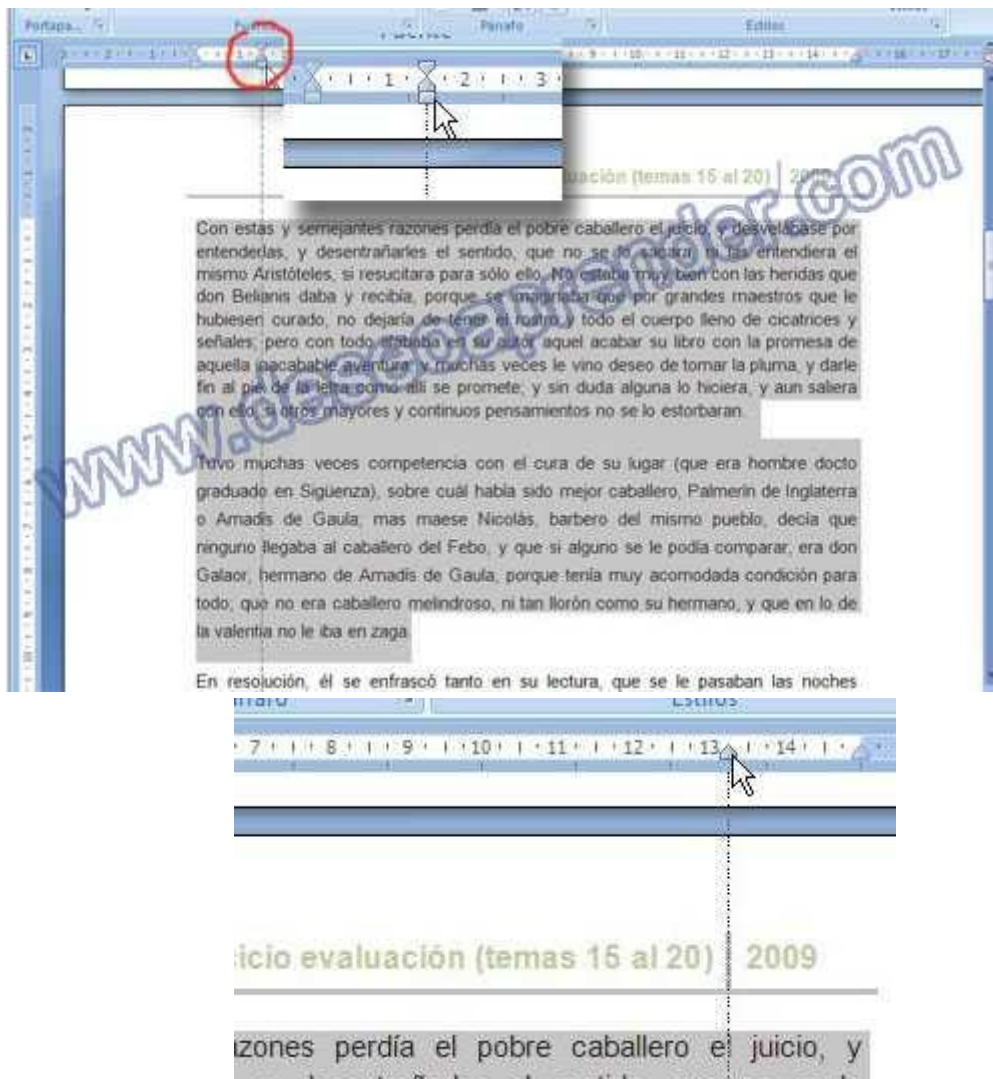 Portapa... Fuente Párrafo Estilos
1 2 3
evaluación (temas 15 al 20) 2009
Con estas y semejantes razones perdía el pobre caballero el juicio, y desvelábase por
entenderlas, y desentrañarles el sentido, que no se lo sacara, ni las entendiera el
mismo Aristóteles, si resucitara para sólo ello. No estaba muy bien con las heridas que
don Belianis daba y recibía, porque se imaginaba que por grandes maestros que le
hubiesen curado, no dejaría de tener el rostro y todo el cuerpo lleno de cicatrices y
señales; pero con todo alababa en su autor aquel acabar su libro con la promesa de
aquella inacabable aventura, y muchas veces le vino deseo de tomar la pluma, y darle
fin al pie de la letra como allí se promete; y sin duda alguna lo hiciera, y aun saliera
con ello, si otros mayores y continuos pensamientos no se lo estorbaran.
Tuvo muchas veces competencia con el cura de su lugar (que era hombre docto
graduado en Sigüenza), sobre cuál había sido mejor caballero, Palmerín de Inglaterra
o Amadís de Gaula; mas maese Nicolás, barbero del mismo pueblo, decía que
ninguno llegaba al caballero del Febo, y que si alguno se le podía comparar, era don
Galaor, hermano de Amadís de Gaula, porque tenía muy acomodada condición para
todo; que no era caballero melindroso, ni tan llorón como su hermano, y que en lo de
la valentía no le iba en zaga.
En resolución, él se enfrascó tanto en su lectura, que se le pasaban las noches
www.deseoaprender.com
Estilos
7 8 9 10 11 12 13 14
icio evaluación (temas 15 al 20) 2009
azones perdía el pobre caballero el juicio, y